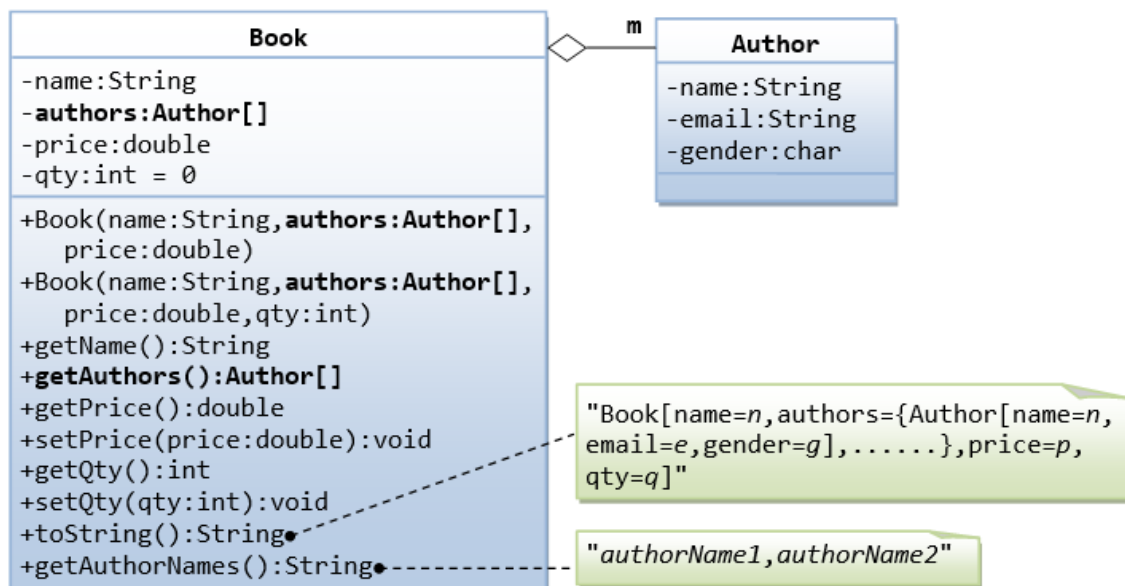 Book
-name:String
-authors:Author[]
-price:double
-qty:int = 0
+Book(name:String,authors:Author[],
price:double)
+Book(name:String,authors:Author[],
price:double,qty:int)
+getName():String
+getAuthors():Author[]
+getPrice():double
+setPrice(price:double):void
+getQty():int
+setQty(qty:int):void
+toString():String
+getAuthorNames():String
m
Author
-name:String
-email:String
-gender:char
"Book[name=n,authors={Author[name=n,
email=e,gender=g],......},price=p,
qty=q]"
"authorName1,authorName2"